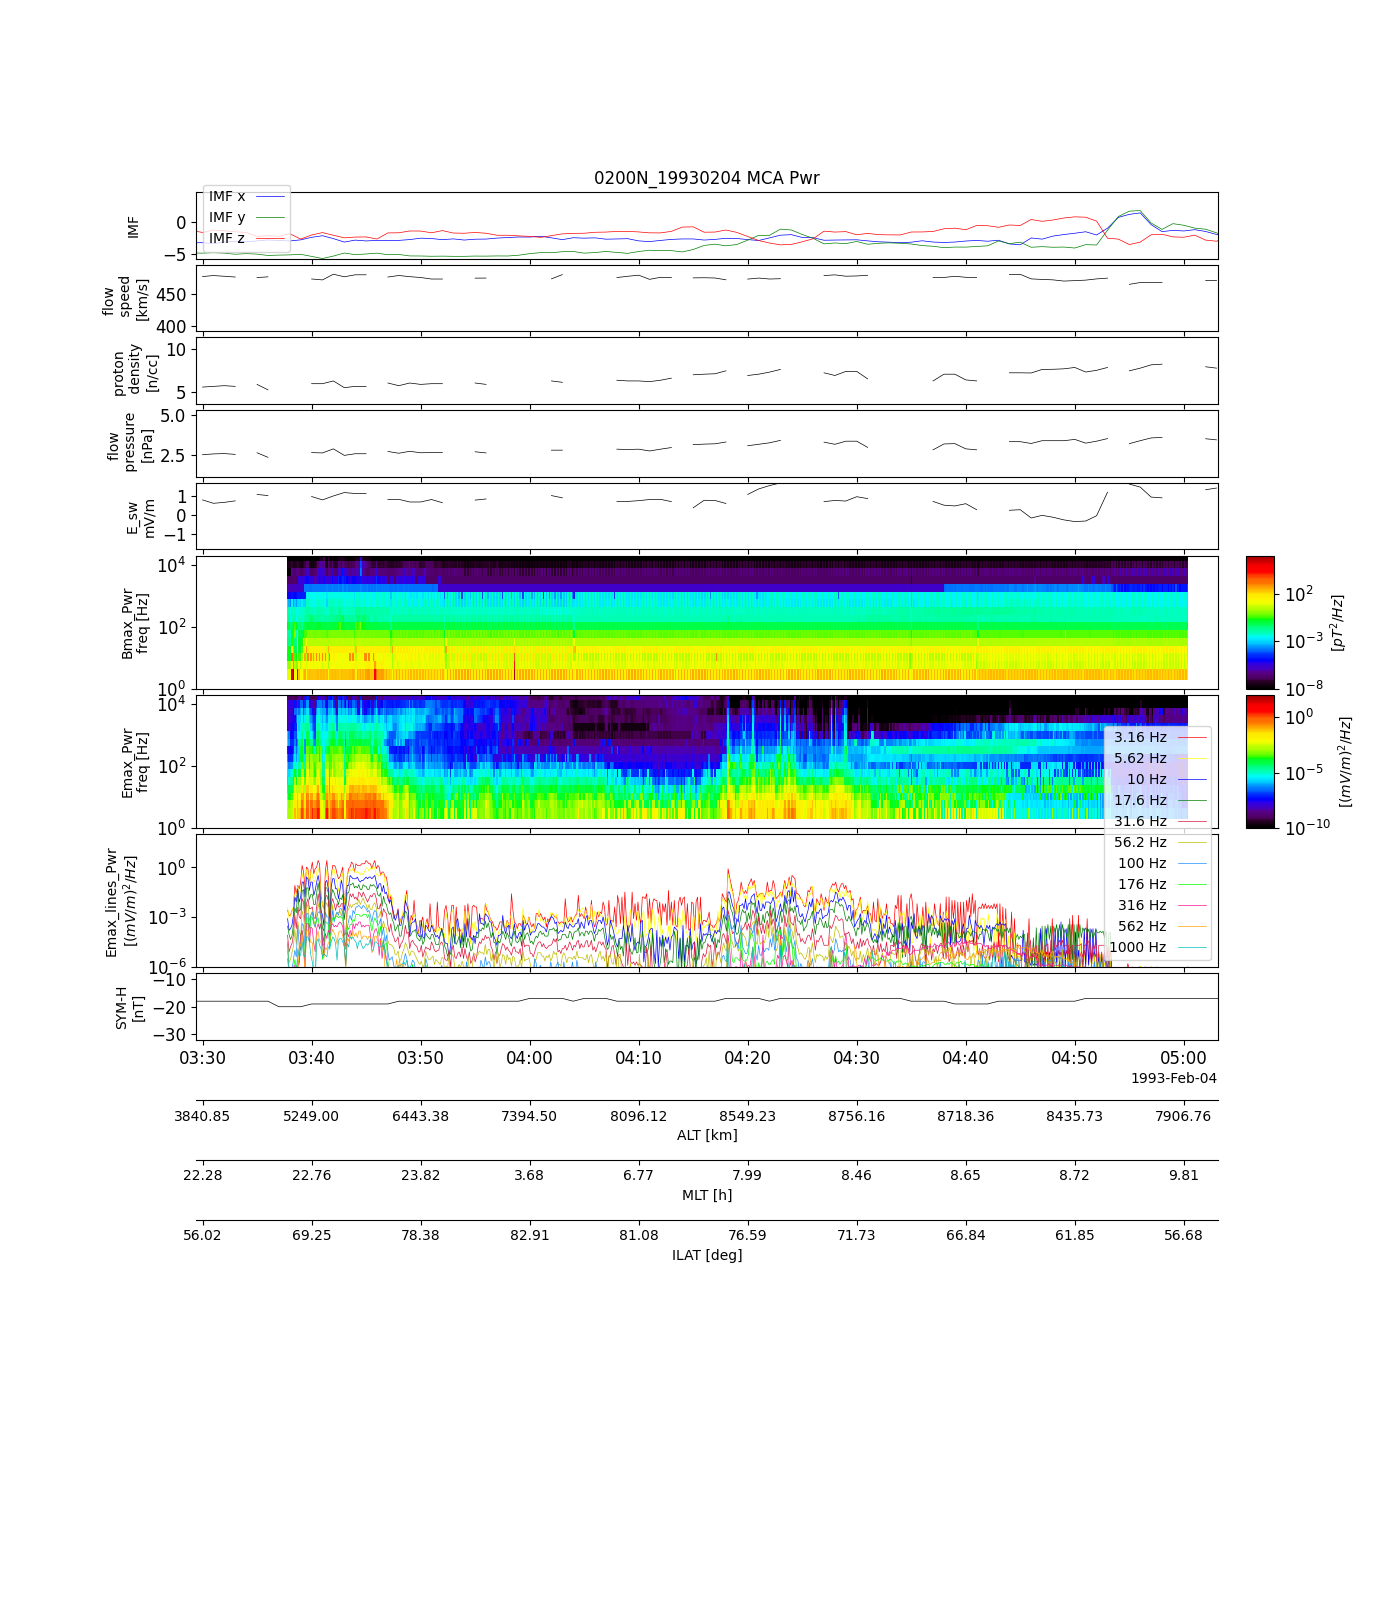 0200N_19930204 MCA Pwr
IMF
IMF x
IMF y
IMF z
0
−5
flow
speed
[km/s]
450
400
proton
density
[n/cc]
10
5
flow
pressure
[nPa]
5.0
2.5
E_sw
mV/m
1
0
−1
Bmax_Pwr
freq [Hz]
10^4
10^2
10^0
10^2
10^−3
10^−8
[pT^2/Hz]
Emax_Pwr
freq [Hz]
10^4
10^2
10^0
10^0
10^−5
10^−10
[(mV/m)^2/Hz]
3.16 Hz
5.62 Hz
10 Hz
17.6 Hz
31.6 Hz
56.2 Hz
100 Hz
176 Hz
316 Hz
562 Hz
1000 Hz
Emax_lines_Pwr
[(mV/m)^2/Hz]
10^0
10^−3
10^−6
SYM-H
[nT]
−10
−20
−30
03:30 03:40 03:50 04:00 04:10 04:20 04:30 04:40 04:50 05:00
1993-Feb-04
3840.85 5249.00 6443.38 7394.50 8096.12 8549.23 8756.16 8718.36 8435.73 7906.76
ALT [km]
22.28 22.76 23.82 3.68 6.77 7.99 8.46 8.65 8.72 9.81
MLT [h]
56.02 69.25 78.38 82.91 81.08 76.59 71.73 66.84 61.85 56.68
ILAT [deg]